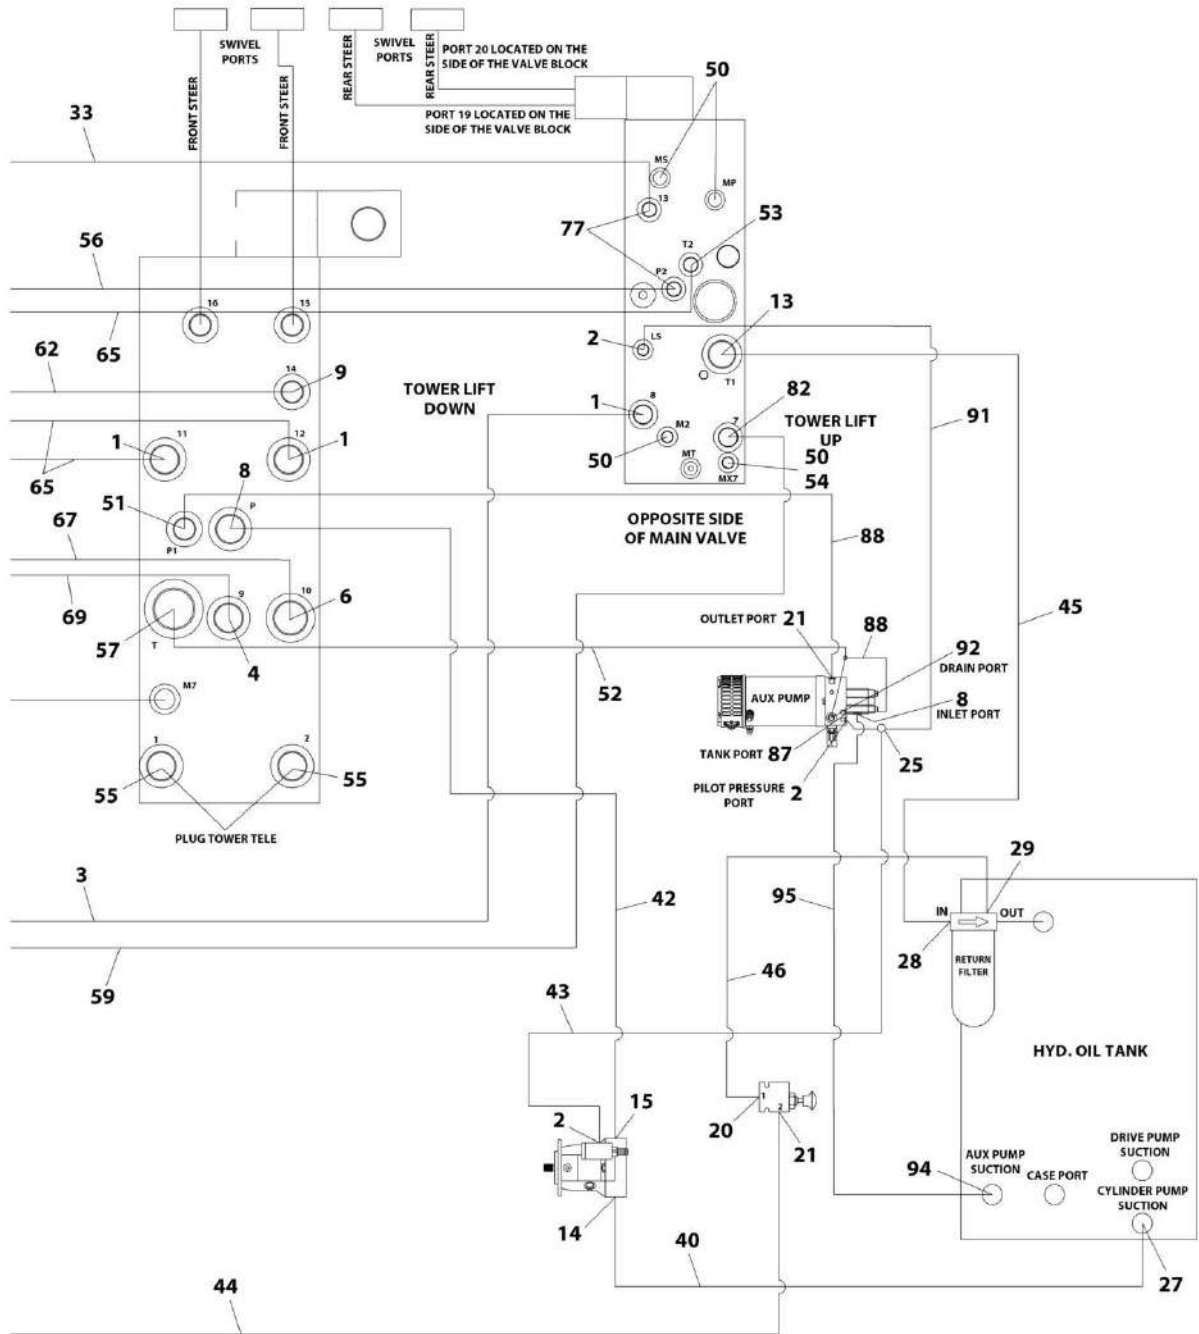 SWIVEL
PORTS
SWIVEL
PORTS
REAR STEER
REAR STEER
PORT 20 LOCATED ON THE
SIDE OF THE VALVE BLOCK
50
FRONT STEER
FRONT STEER
PORT 19 LOCATED ON THE
SIDE OF THE VALVE BLOCK
33
MS
MP
13
77
53
T2
56
P2
16
15
13
65
2
LS
62
14
9
TOWER LIFT
DOWN
T1
82
8
1
7
TOWER LIFT
UP
91
11
12
1
1
M2
50
50
MT
MX7
54
65
8
51
P
OPPOSITE SIDE
OF MAIN VALVE
67
P1
88
9
10
6
45
69
OUTLET PORT
21
88
92
57
T
4
DRAIN PORT
52
M7
AUX PUMP
8
INLET PORT
TANK PORT
87
25
1
2
55
55
PILOT PRESSURE
PORT
2
PLUG TOWER TELE
29
3
42
95
IN
OUT
28
RETURN
FILTER
46
59
43
HYD. OIL TANK
1
2
15
2
20
21
DRIVE PUMP
SUCTION
AUX PUMP
SUCTION
94
CASE PORT
CYLINDER PUMP
SUCTION
14
40
27
44